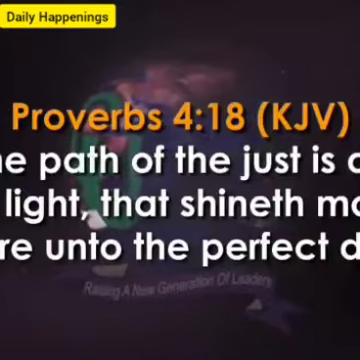 Daily Happenings
Proverbs 4:18 (KJV)
path of the just is
light, that shineth
unto the perfect
Raising A New Generation Of Leaders